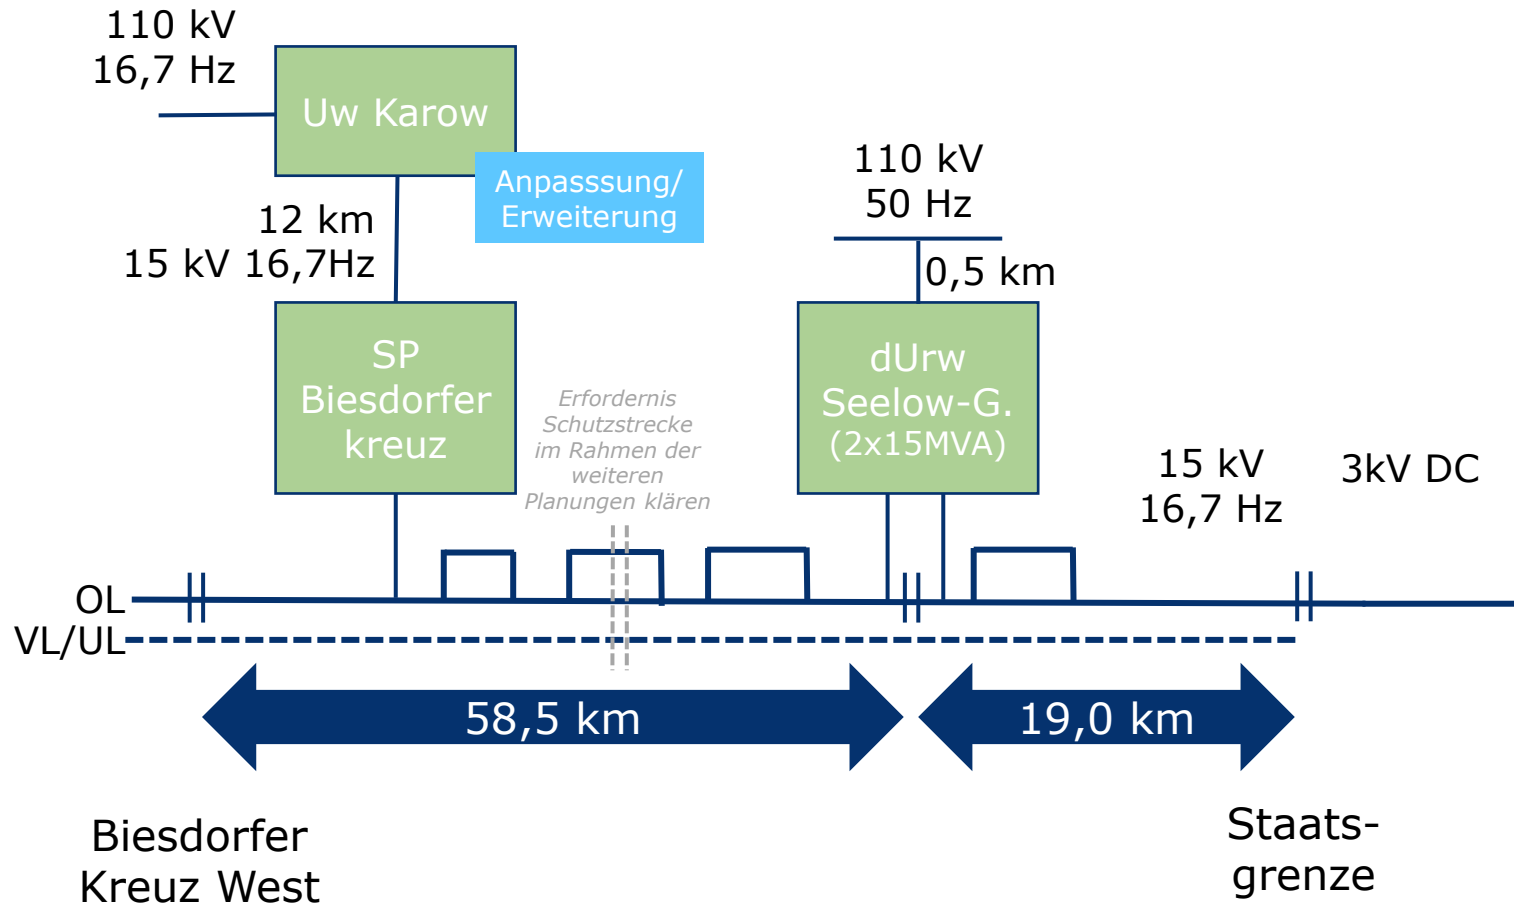 110 kV
16,7 Hz
Uw Karow
Anpasssung/
Erweiterung
12 km
15 kV 16,7Hz
110 kV
50 Hz
0,5 km
SP
Biesdorfer
kreuz
Erfordernis
Schutzstrecke
im Rahmen der
weiteren
Planungen klären
dUrw
Seelow-G.
(2x15MVA)
15 kV
16,7 Hz
3kV DC
OL
VL/UL
58,5 km
19,0 km
Biesdorfer
Kreuz West
Staats-
grenze